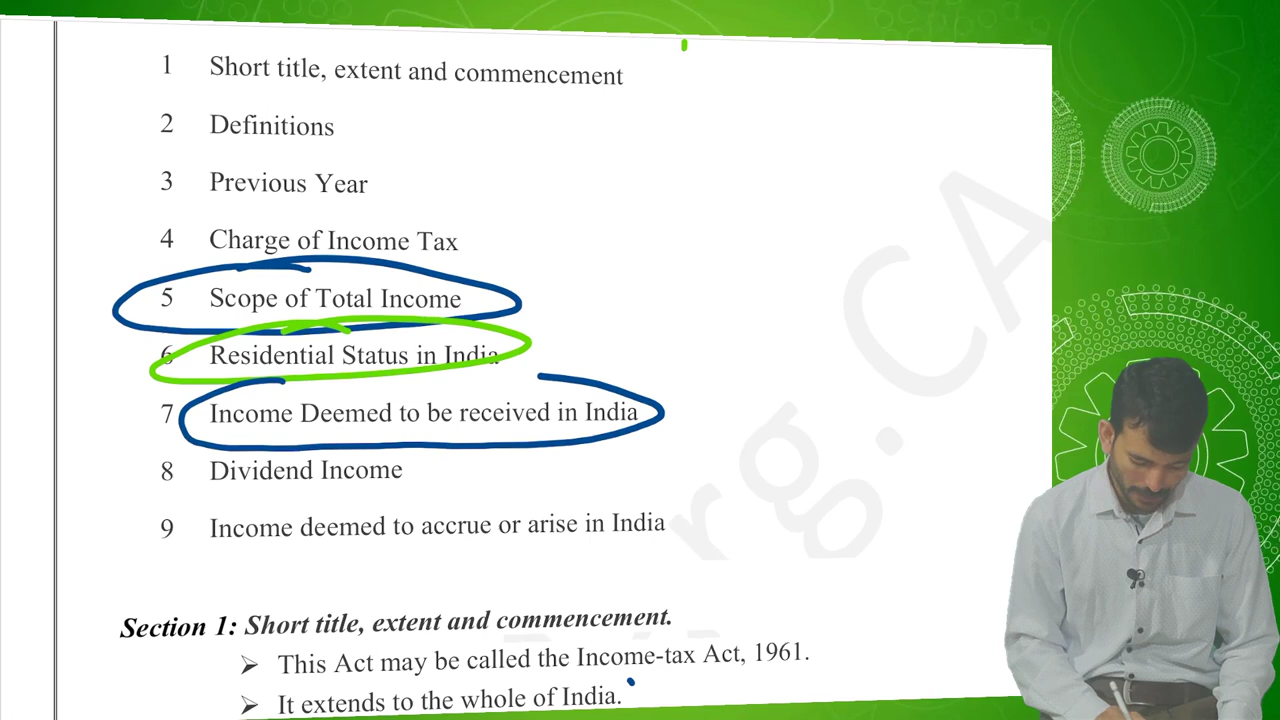 1 Short title, extent and commencement
2 Definitions
3 Previous Year
4 Charge of Income Tax
5 Scope of Total Income
6 Residential Status in India
7 Income Deemed to be received in India
8 Dividend Income
9 Income deemed to accrue or arise in India
Section 1: Short title, extent and commencement.
➢ This Act may be called the Income-tax Act, 1961.
➢ It extends to the whole of India.
rg.CA